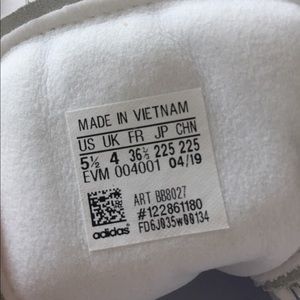 MADE IN VIETNAM
US UK FR JP CHN
5½ 4 36⅔ 225 225
EVM 004001 04/19
ART BB8027
#122861180
FD6J035W00134
adidas